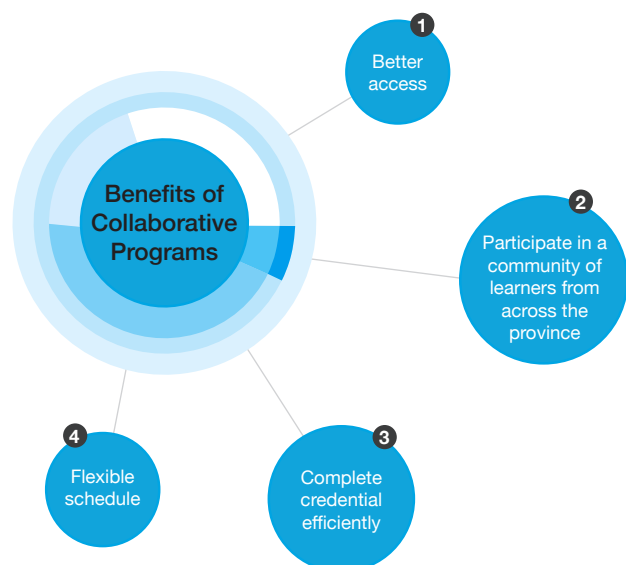 Benefits of
Collaborative
Programs
1
Better
access
2
Participate in a
community of
learners from
across the
province
3
Complete
credential
efficiently
4
Flexible
schedule